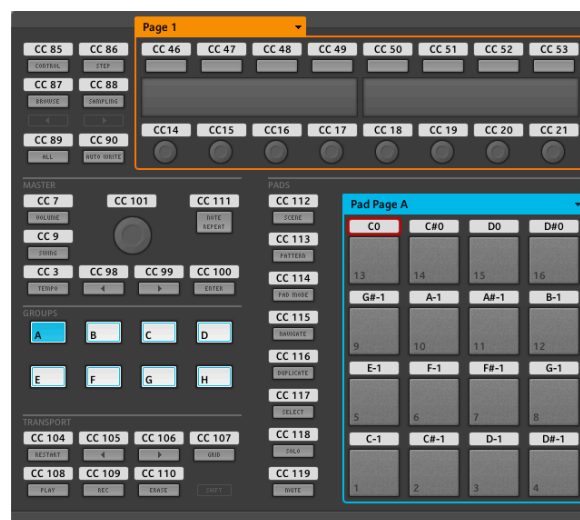 Page 1
CC 85 CC 86 CC 46 CC 47 CC 48 CC 49 CC 50 CC 51 CC 52 CC 53
CONTROL STEP
CC 87 CC 88
BROWSE SAMPLING
CC 89 CC 90 CC14 CC15 CC16 CC 17 CC 18 CC 19 CC 20 CC 21
ALL AUTO WRITE
MASTER PADS
CC 7 CC 101 CC 111 CC 112 Pad Page A
VOLUME NOTE REPEAT SCENE
C0 C#0 D0 D#0
CC 9 CC 113
SWING PATTERN
CC 3 CC 98 CC 99 CC 100 CC 114 13 14 15 16
TEMPO ENTER PAD MODE
G#-1 A-1 A#-1 B-1
GROUPS CC 115
A B C D NAVIGATE
9 10 11 12
CC 116
E-1 F-1 F#-1 G-1
E F G H DUPLICATE
CC 117
SELECT
5 6 7 8
TRANSPORT
CC 104 CC 105 CC 106 CC 107 CC 118 C-1 C#-1 D-1 D#-1
RESTART GRID SOLO
CC 108 CC 109 CC 110 CC 119
PLAY REC ERASE SHIFT MUTE 1 2 3 4